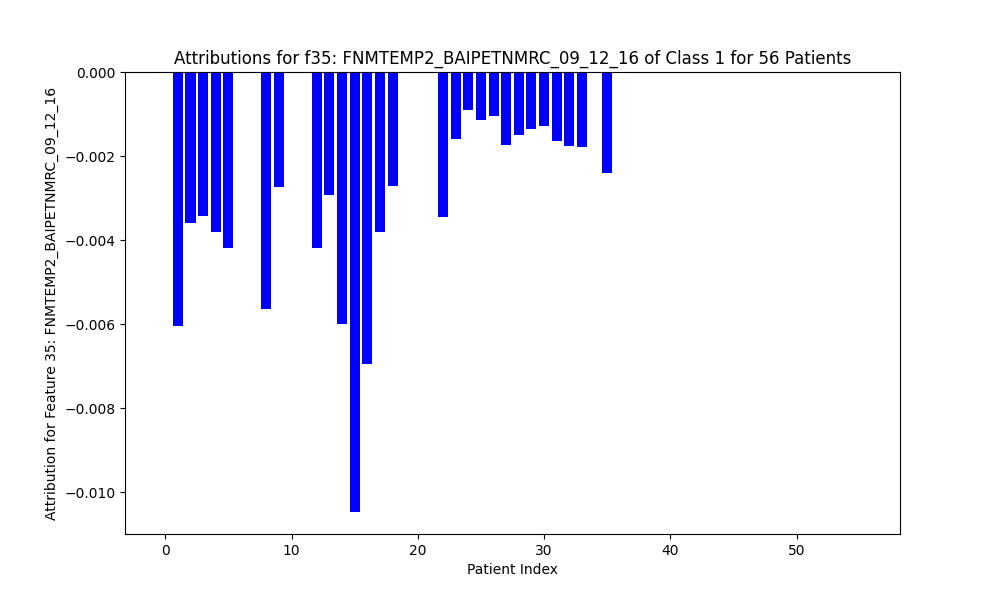 Attributions for f35: FNMTEMP2_BAIPETNMRC_09_12_16 of Class 1 for 56 Patients
Attribution for Feature 35: FNMTEMP2_BAIPETNMRC_09_12_16
0.000
−0.002
−0.004
−0.006
−0.008
−0.010
0 10 20 30 40 50
Patient Index